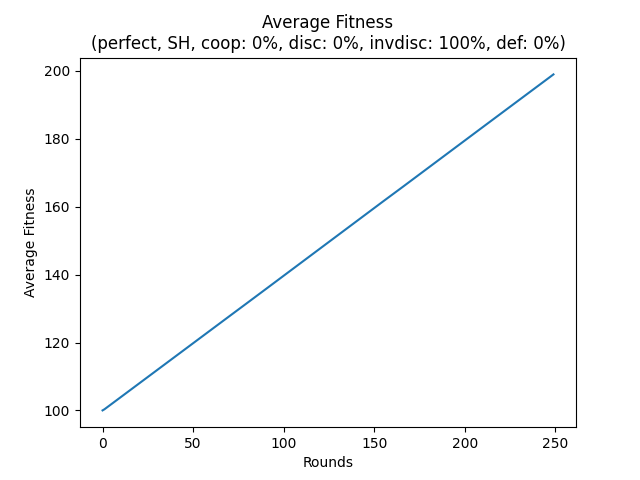 Average Fitness
(perfect, SH, coop: 0%, disc: 0%, invdisc: 100%, def: 0%)
200
180
160
140
120
100
Average Fitness
0 50 100 150 200 250
Rounds